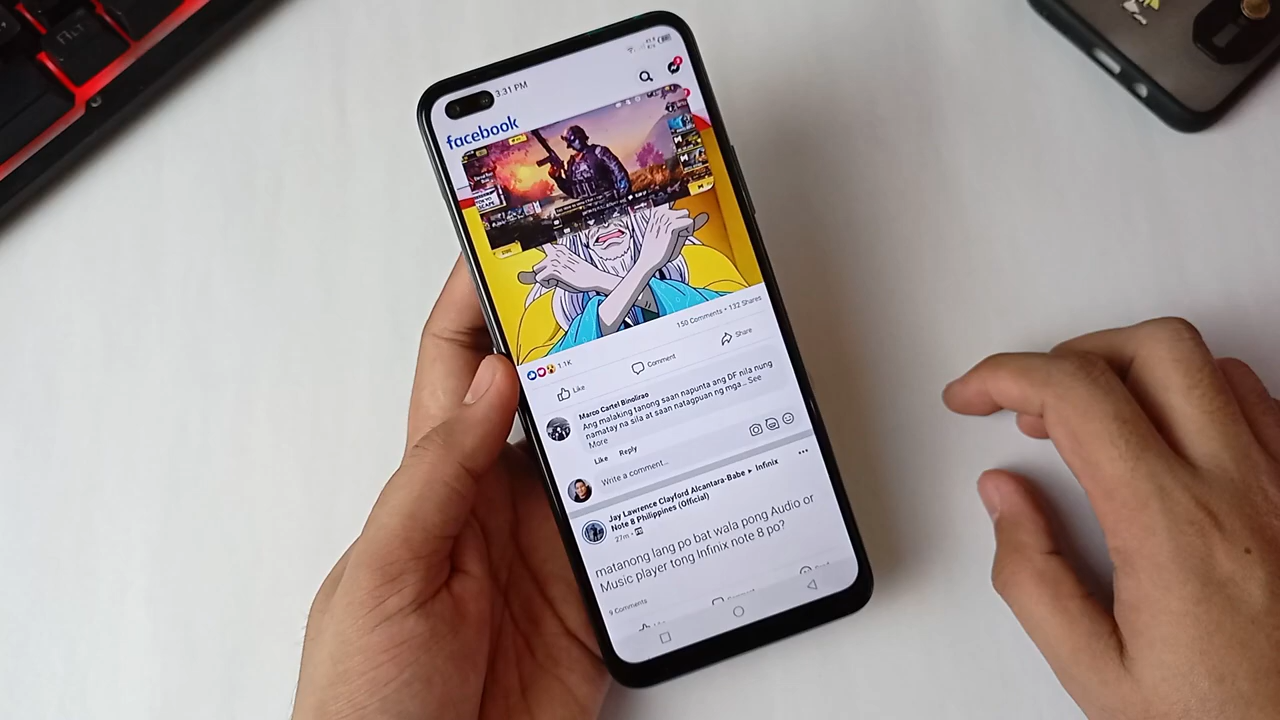 3:31 PM
facebook
1.1K
150 Comments • 132 Shares
Like
Comment
Share
Marco Cartel Binolirao
Ang malaking tanong saan napunta ang DF nila nung
namatay na sila at saan natagpuan ng mga... See
More
Like Reply
Write a comment...
Jay Lawrence Clayford Alcantara-Babe ▸ Infinix
Note 8 Philippines (Official)
27m •
matanong lang po bat wala pong Audio or
Music player tong Infinix note 8 po?
9 Comments